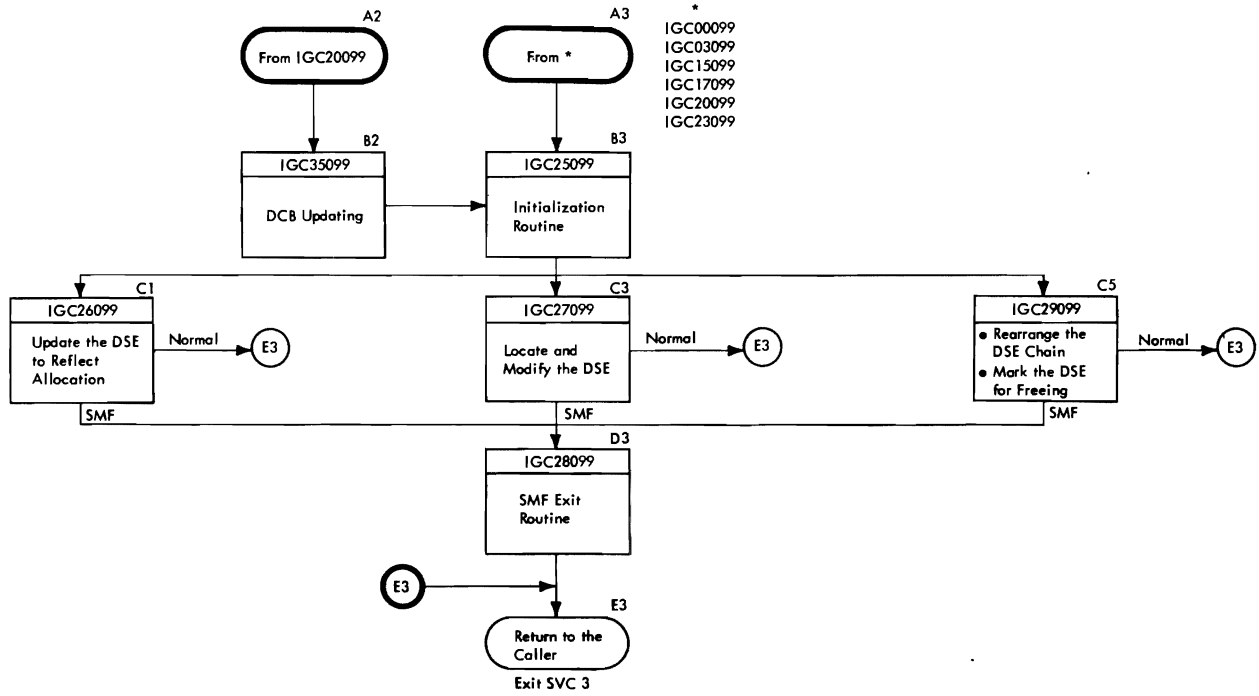 A2
From IGC20099
A3
From *
*
IGC00099
IGC03099
IGC15099
IGC17099
IGC20099
IGC23099
B2
IGC35099
DCB Updating
B3
IGC25099
Initialization
Routine
C1
IGC26099
Update the DSE
to Reflect
Allocation
Normal
E3
SMF
C3
IGC27099
Locate and
Modify the DSE
Normal
E3
SMF
C5
IGC29099
● Rearrange the
DSE Chain
● Mark the DSE
for Freeing
Normal
E3
SMF
D3
IGC28099
SMF Exit
Routine
E3
E3
Return to the
Caller
Exit SVC 3